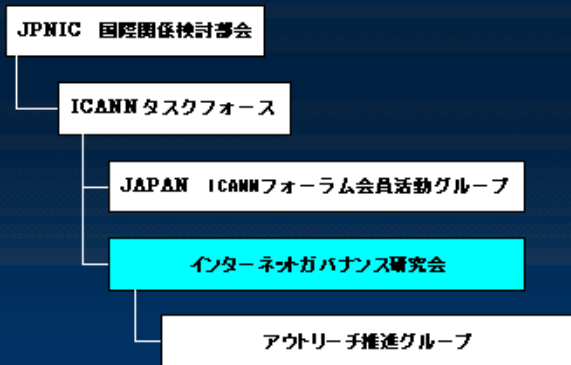 JPNIC 国際関係検討部会
ICANNタスクフォース
JAPAN ICANNフォーラム会員活動グループ
インターネットガバナンス研究会
アウトリーチ推進グループ